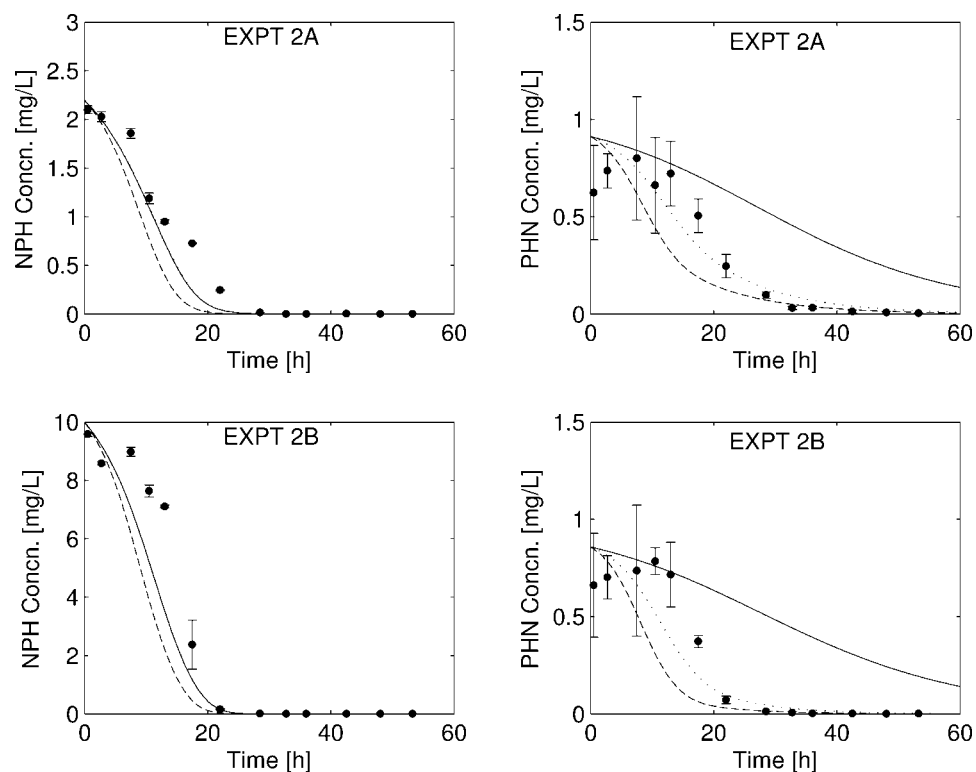 EXPT 2A
NPH Concn. [mg/L]
3
2.5
2
1.5
1
0.5
0
0 20 40 60
Time [h]
EXPT 2A
PHN Concn. [mg/L]
1.5
1
0.5
0
0 20 40 60
Time [h]
EXPT 2B
NPH Concn. [mg/L]
10
8
6
4
2
0
0 20 40 60
Time [h]
EXPT 2B
PHN Concn. [mg/L]
1.5
1
0.5
0
0 20 40 60
Time [h]